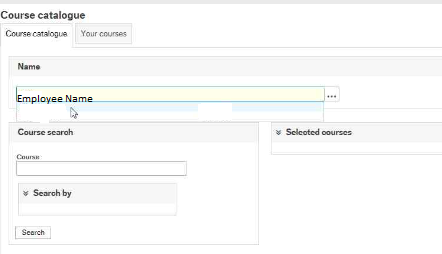 Course catalogue
Course catalogue Your courses
Name
Employee Name ...
Course search
Selected courses
Course
Search by
Search